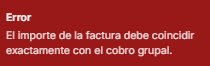 Error
El importe de la factura debe coincidir
exactamente con el cobro grupal.